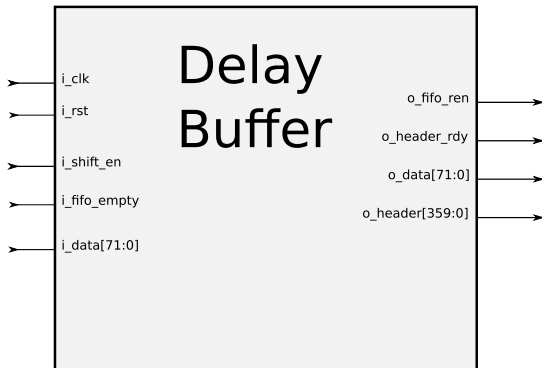 Delay
Buffer
i_clk
i_rst
i_shift_en
i_fifo_empty
i_data[71:0]
o_fifo_ren
o_header_rdy
o_data[71:0]
o_header[359:0]